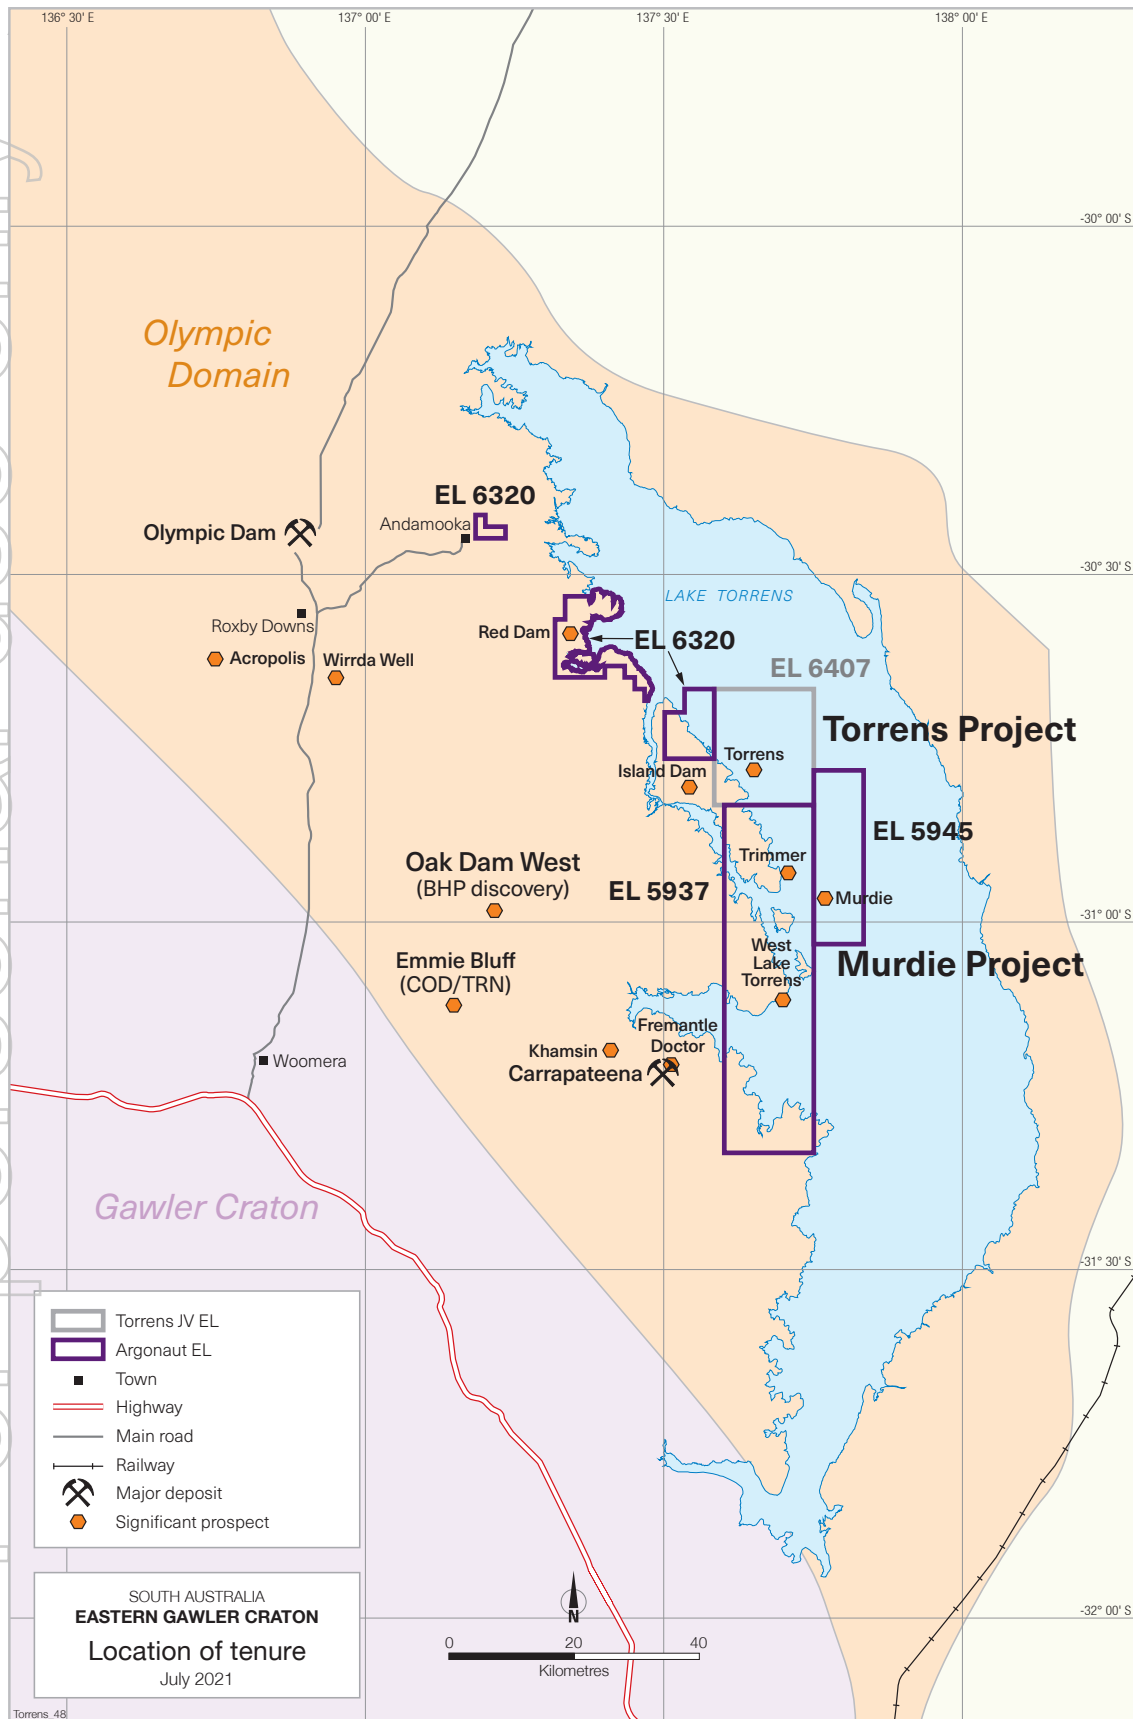 136° 30' E
137° 00' E
137° 30' E
138° 00' E
-30° 00' S
Olympic
Domain
EL 6320
Andamooka
Olympic Dam
-30° 30' S
LAKE TORRENS
Roxby Downs
Red Dam
EL 6320
Acropolis
Wirrda Well
EL 6407
Torrens Project
Torrens
Island Dam
EL 5945
Trimmer
Oak Dam West
(BHP discovery)
EL 5937
Murdie
-31° 00' S
West
Lake
Torrens
Murdie Project
Emmie Bluff
(COD/TRN)
Fremantle
Doctor
Khamsin
Carrapateena
Woomera
Gawler Craton
-31° 30' S
Torrens JV EL
Argonaut EL
Town
Highway
Main road
Railway
Major deposit
Significant prospect
SOUTH AUSTRALIA
EASTERN GAWLER CRATON
Location of tenure
July 2021
N
0 20 40
Kilometres
-32° 00' S
Torrens_48